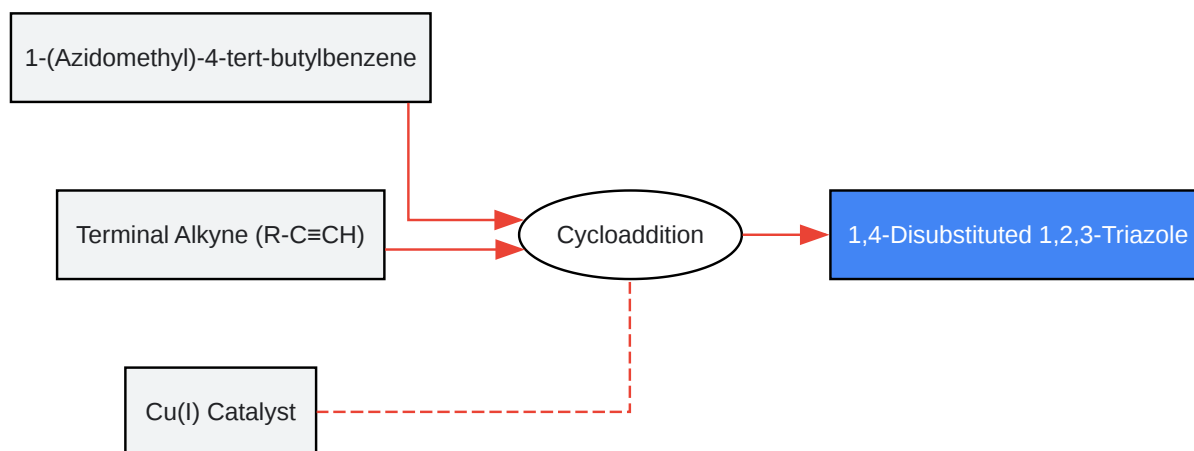 1-(Azidomethyl)-4-tert-butylbenzene
Terminal Alkyne (R-C≡CH)
Cycloaddition
1,4-Disubstituted 1,2,3-Triazole
Cu(I) Catalyst